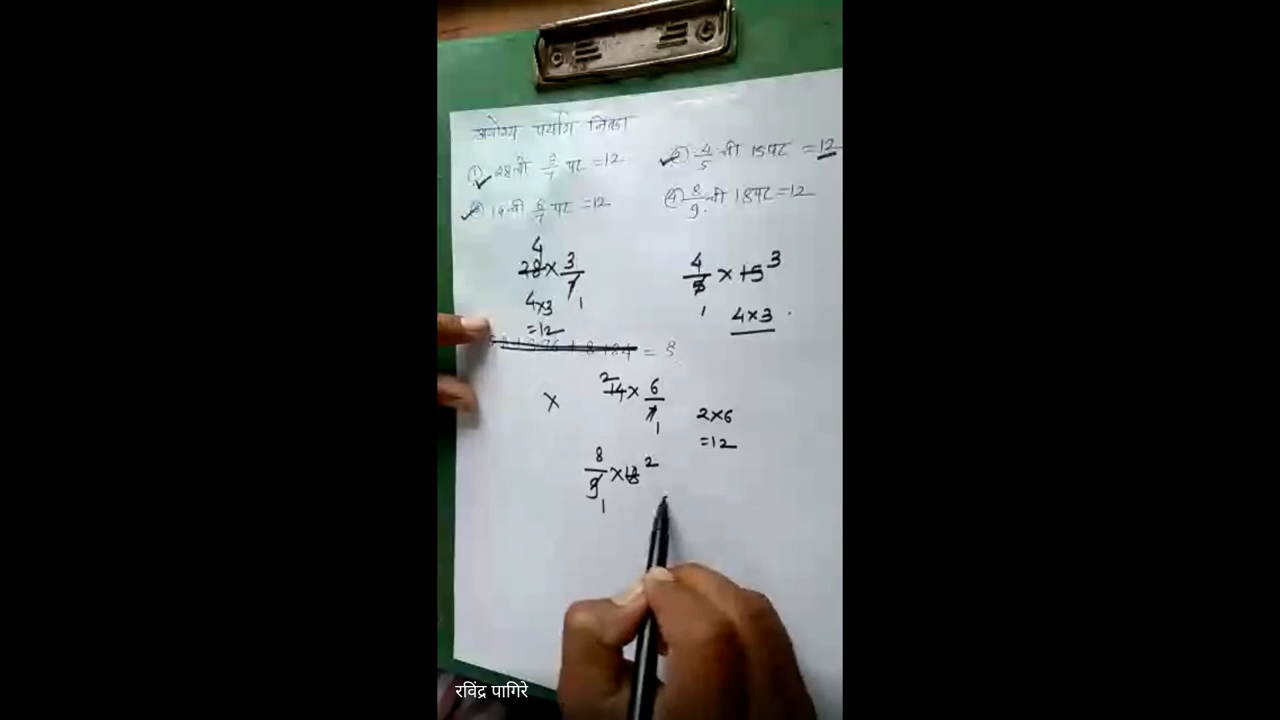 अयोग्य पर्याय निवडा
① 28 ची 3/7 पट = 12
② 4/5 ची 15 पट = 12
③ 14 ची 6/7 पट = 12
④ 8/9 ची 18 पट = 12
4
28 × 3/7 1
4×3
=12
4/5 × 15 3
1
4×3
= 8
×
2 14 × 6/7
1
2×6
=12
8/9 × 18 2
1
रविंद्र पागिरे